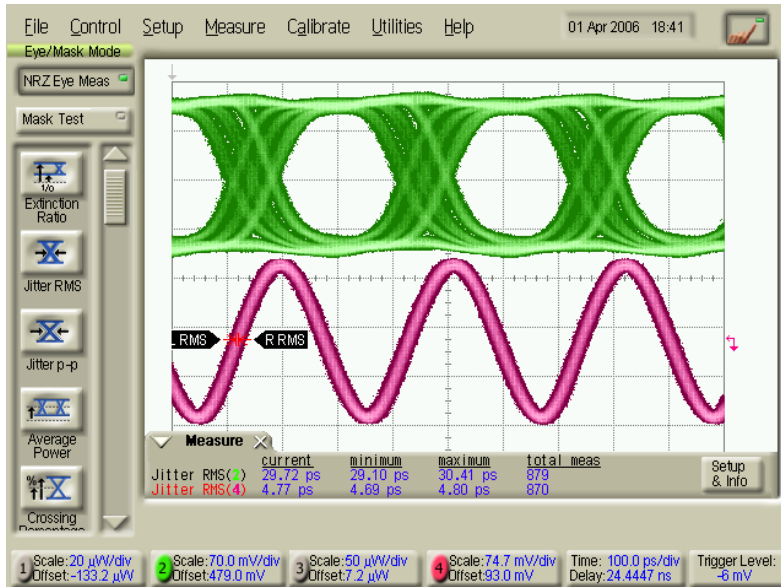 File Control Setup Measure Calibrate Utilities Help 01 Apr 2006 18:41
Eye/Mask Mode
NRZ Eye Meas
Mask Test
1/0
Extinction
Ratio
Jitter RMS
Jitter p-p
Average
Power
%
Crossing
L RMS R RMS
Measure
current minimum maximum total meas
Jitter RMS(2) 29.72 ps 29.10 ps 30.41 ps 879
Jitter RMS(4) 4.77 ps 4.69 ps 4.80 ps 870
Setup
& Info
1 Scale:20 µW/div
Offset:-133.2 µW
2 Scale:70.0 mV/div
Offset:479.0 mV
3 Scale:50 µW/div
Offset:7.2 µW
4 Scale:74.7 mV/div
Offset:93.0 mV
Time: 100.0 ps/div
Delay:24.4447 ns
Trigger Level:
-6 mV